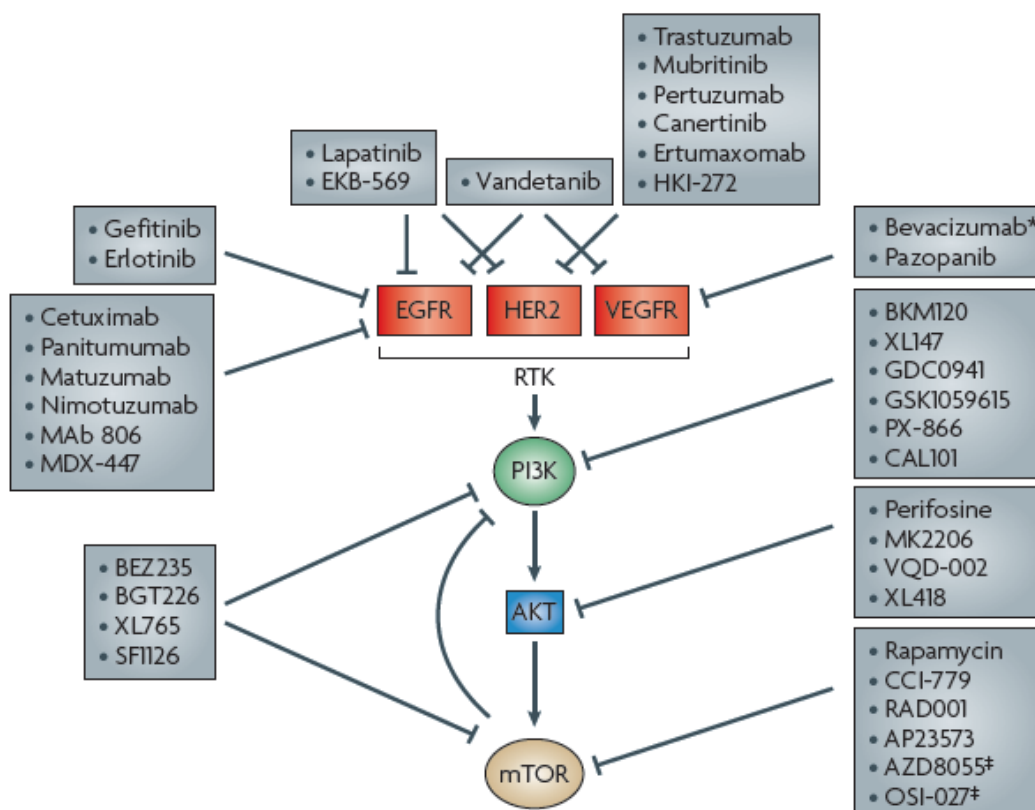 • Trastuzumab
• Mubritinib
• Pertuzumab
• Canertinib
• Ertumaxomab
• HKI-272
• Lapatinib
• EKB-569
• Vandetanib
• Gefitinib
• Erlotinib
• Bevacizumab*
• Pazopanib
EGFR
HER2
VEGFR
RTK
• Cetuximab
• Panitumumab
• Matuzumab
• Nimotuzumab
• MAb 806
• MDX-447
• BKM120
• XL147
• GDC0941
• GSK1059615
• PX-866
• CAL101
PI3K
• Perifosine
• MK2206
• VQD-002
• XL418
• BEZ235
• BGT226
• XL765
• SF1126
AKT
• Rapamycin
• CCI-779
• RAD001
• AP23573
• AZD8055‡
• OSI-027‡
mTOR